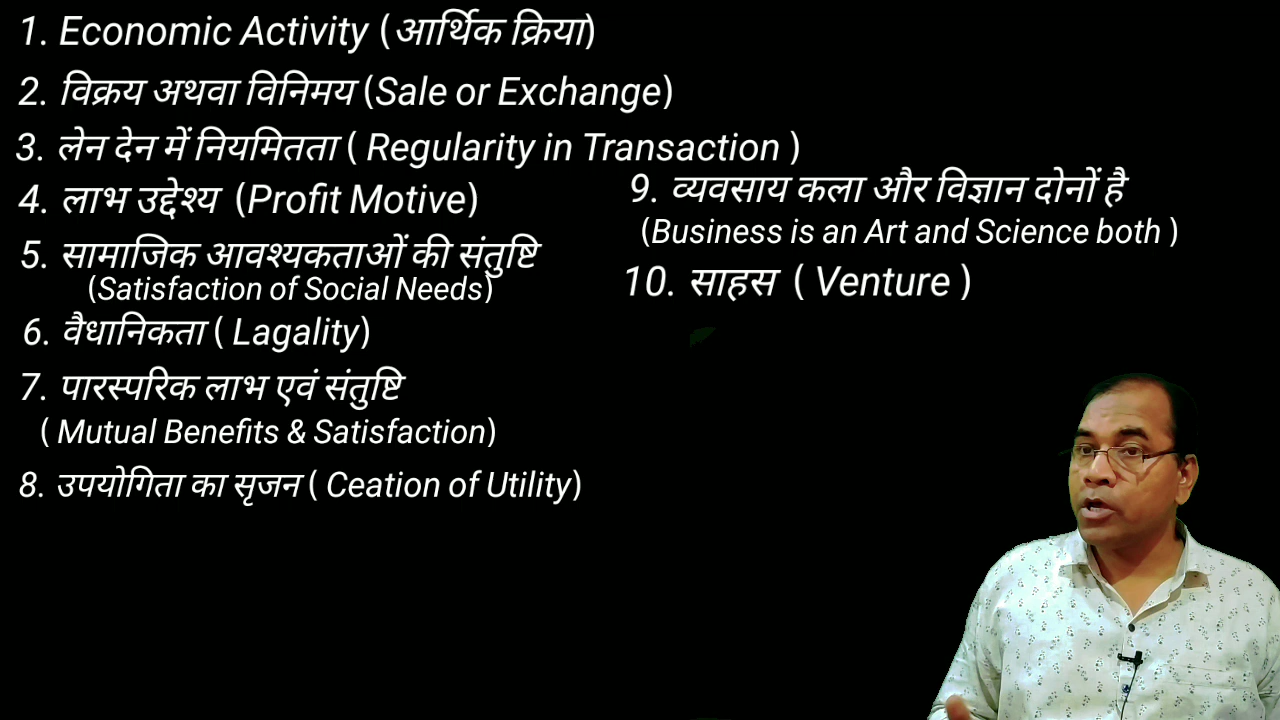 1. Economic Activity (आर्थिक क्रिया)
2. विक्रय अथवा विनिमय (Sale or Exchange)
3. लेन देन में नियमितता ( Regularity in Transaction )
4. लाभ उद्देश्य (Profit Motive)
5. सामाजिक आवश्यकताओं की संतुष्टि
(Satisfaction of Social Needs)
6. वैधानिकता ( Lagality)
7. पारस्परिक लाभ एवं संतुष्टि
( Mutual Benefits & Satisfaction)
8. उपयोगिता का सृजन ( Ceation of Utility)
9. व्यवसाय कला और विज्ञान दोनों है
(Business is an Art and Science both )
10. साहस ( Venture )